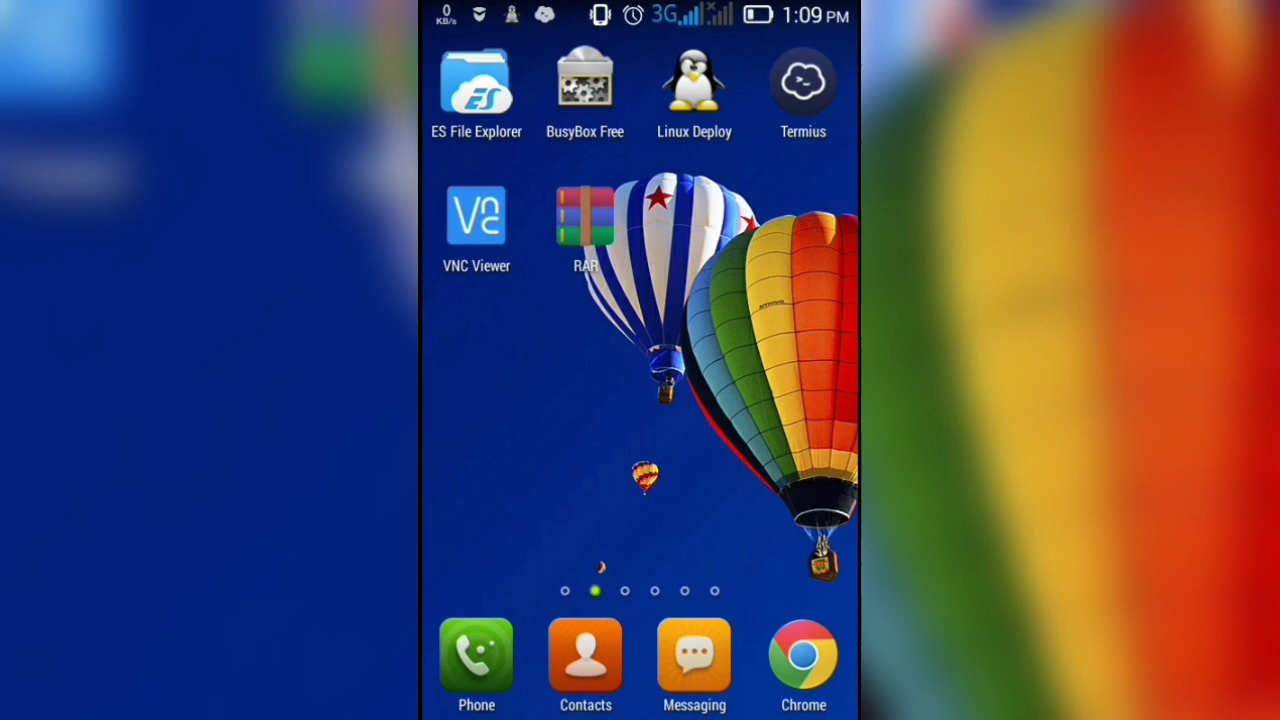 0
KB/s
3G
1:09 PM
ES
ES File Explorer
BusyBox Free
Linux Deploy
Termius
VNC Viewer
RAR
Phone
Contacts
Messaging
Chrome